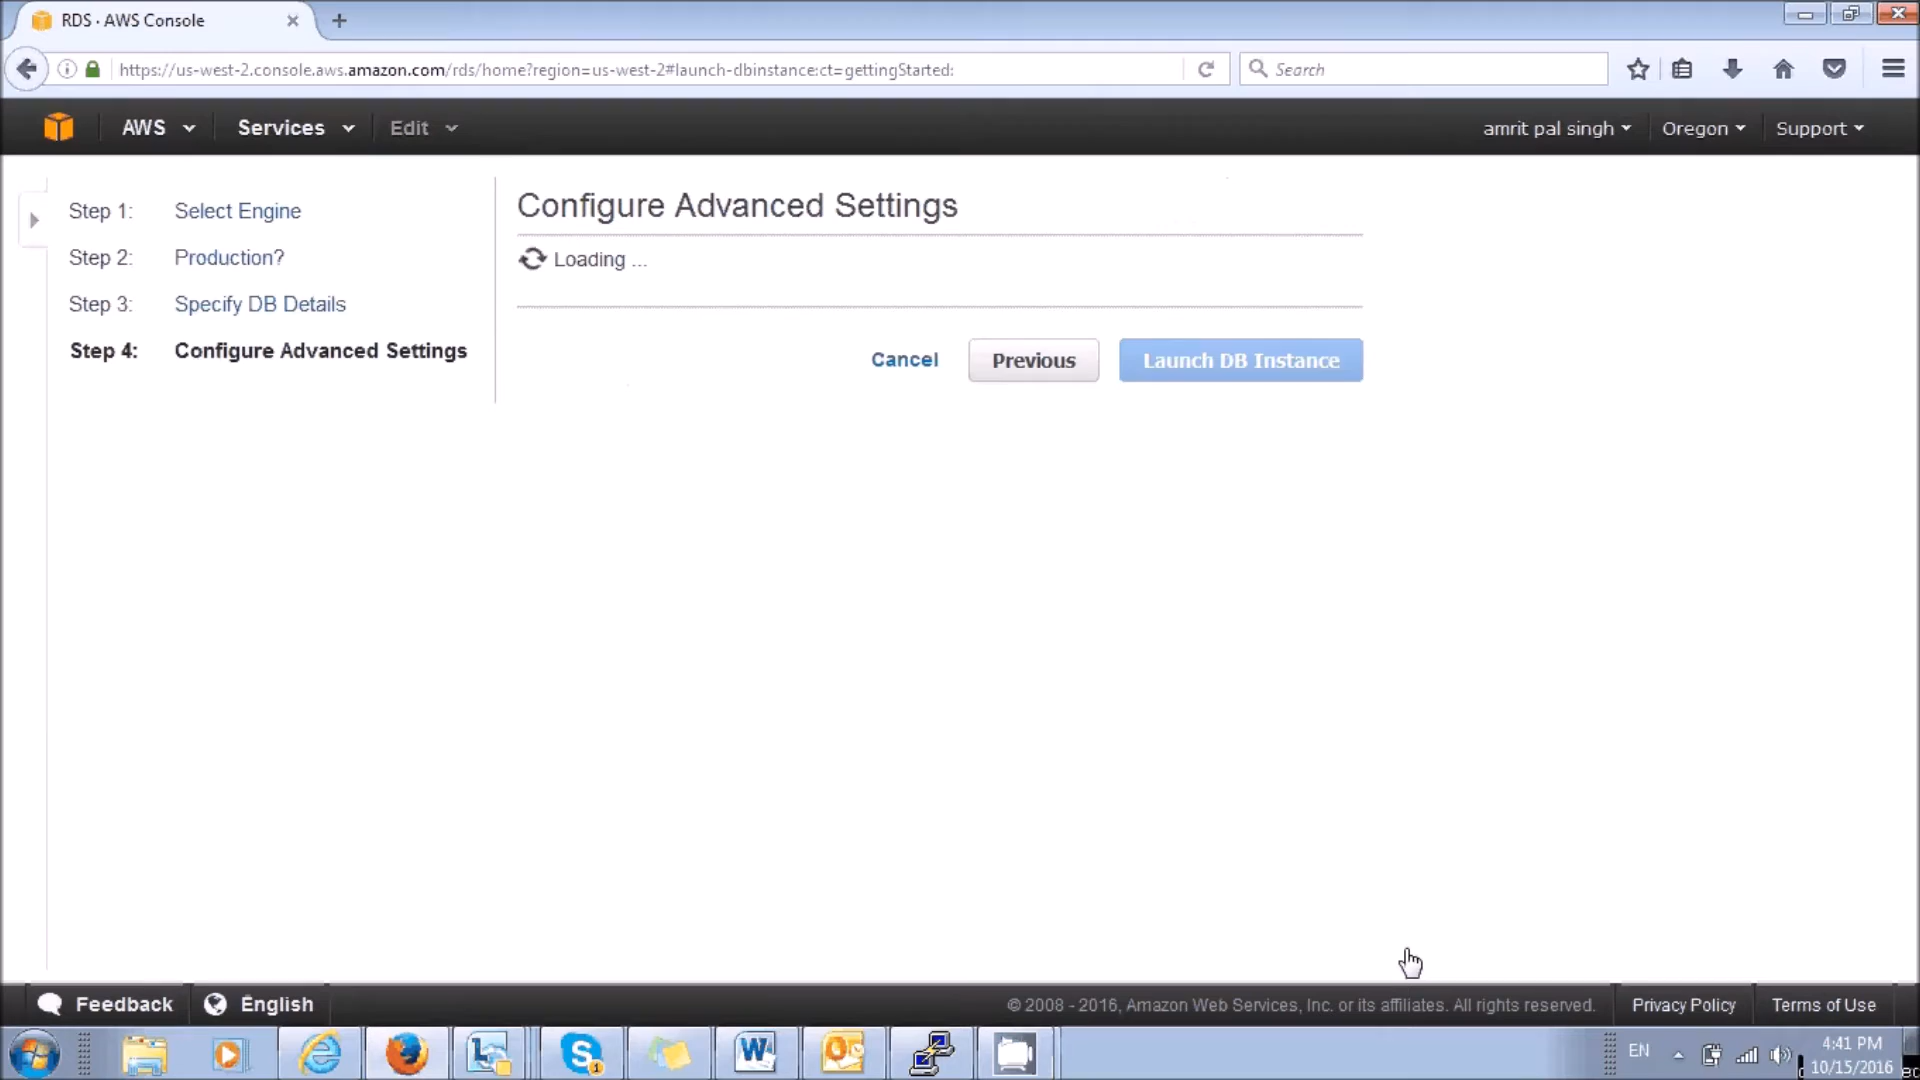 RDS · AWS Console
https://us-west-2.console.aws.amazon.com/rds/home?region=us-west-2#launch-dbinstance:ct=gettingStarted:
Search
AWS Services Edit amrit pal singh Oregon Support
Step 1: Select Engine
Step 2: Production?
Step 3: Specify DB Details
Step 4: Configure Advanced Settings
Configure Advanced Settings
Loading ...
Cancel Previous Launch DB Instance
Feedback English © 2008 - 2016, Amazon Web Services, Inc. or its affiliates. All rights reserved. Privacy Policy Terms of Use
EN 4:41 PM
10/15/2016